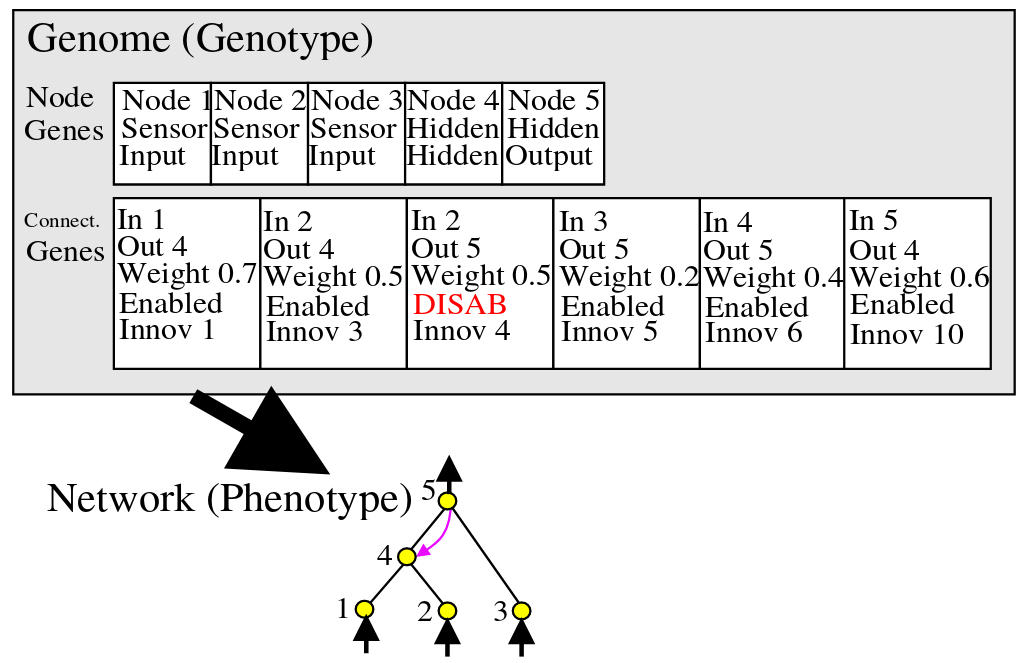 Genome (Genotype)
Node
Genes
Node 1
Sensor
Input
Node 2
Sensor
Input
Node 3
Sensor
Input
Node 4
Hidden
Hidden
Node 5
Hidden
Output
Connect.
Genes
In 1
Out 4
Weight 0.7
Enabled
Innov 1
In 2
Out 4
Weight 0.5
Enabled
Innov 3
In 2
Out 5
Weight 0.5
DISAB
Innov 4
In 3
Out 5
Weight 0.2
Enabled
Innov 5
In 4
Out 5
Weight 0.4
Enabled
Innov 6
In 5
Out 4
Weight 0.6
Enabled
Innov 10
Network (Phenotype)
5
4
1
2
3